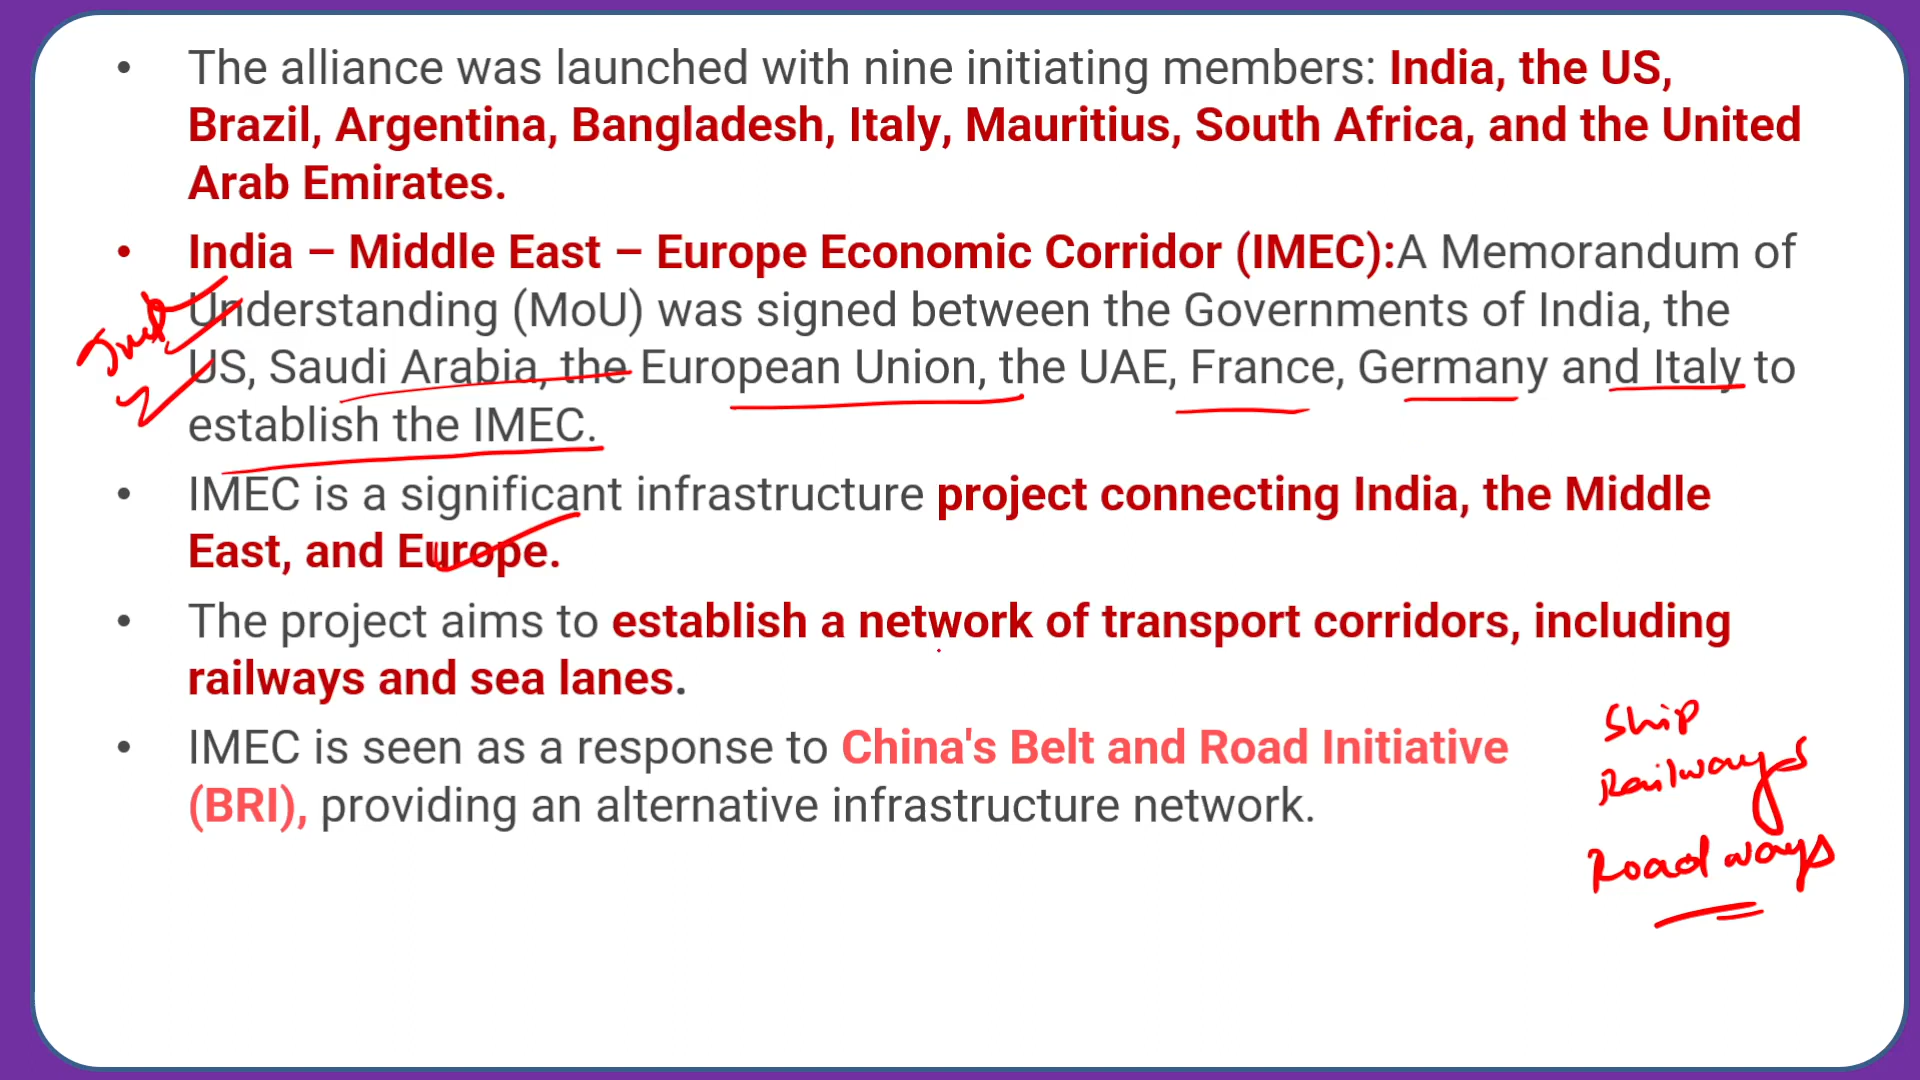 • The alliance was launched with nine initiating members: India, the US,
Brazil, Argentina, Bangladesh, Italy, Mauritius, South Africa, and the United
Arab Emirates.
• India – Middle East – Europe Economic Corridor (IMEC):A Memorandum of
Understanding (MoU) was signed between the Governments of India, the
US, Saudi Arabia, the European Union, the UAE, France, Germany and Italy to
establish the IMEC.
• IMEC is a significant infrastructure project connecting India, the Middle
East, and Europe.
• The project aims to establish a network of transport corridors, including
railways and sea lanes.
• IMEC is seen as a response to China's Belt and Road Initiative
(BRI), providing an alternative infrastructure network.
Ship
Railways
Roadways